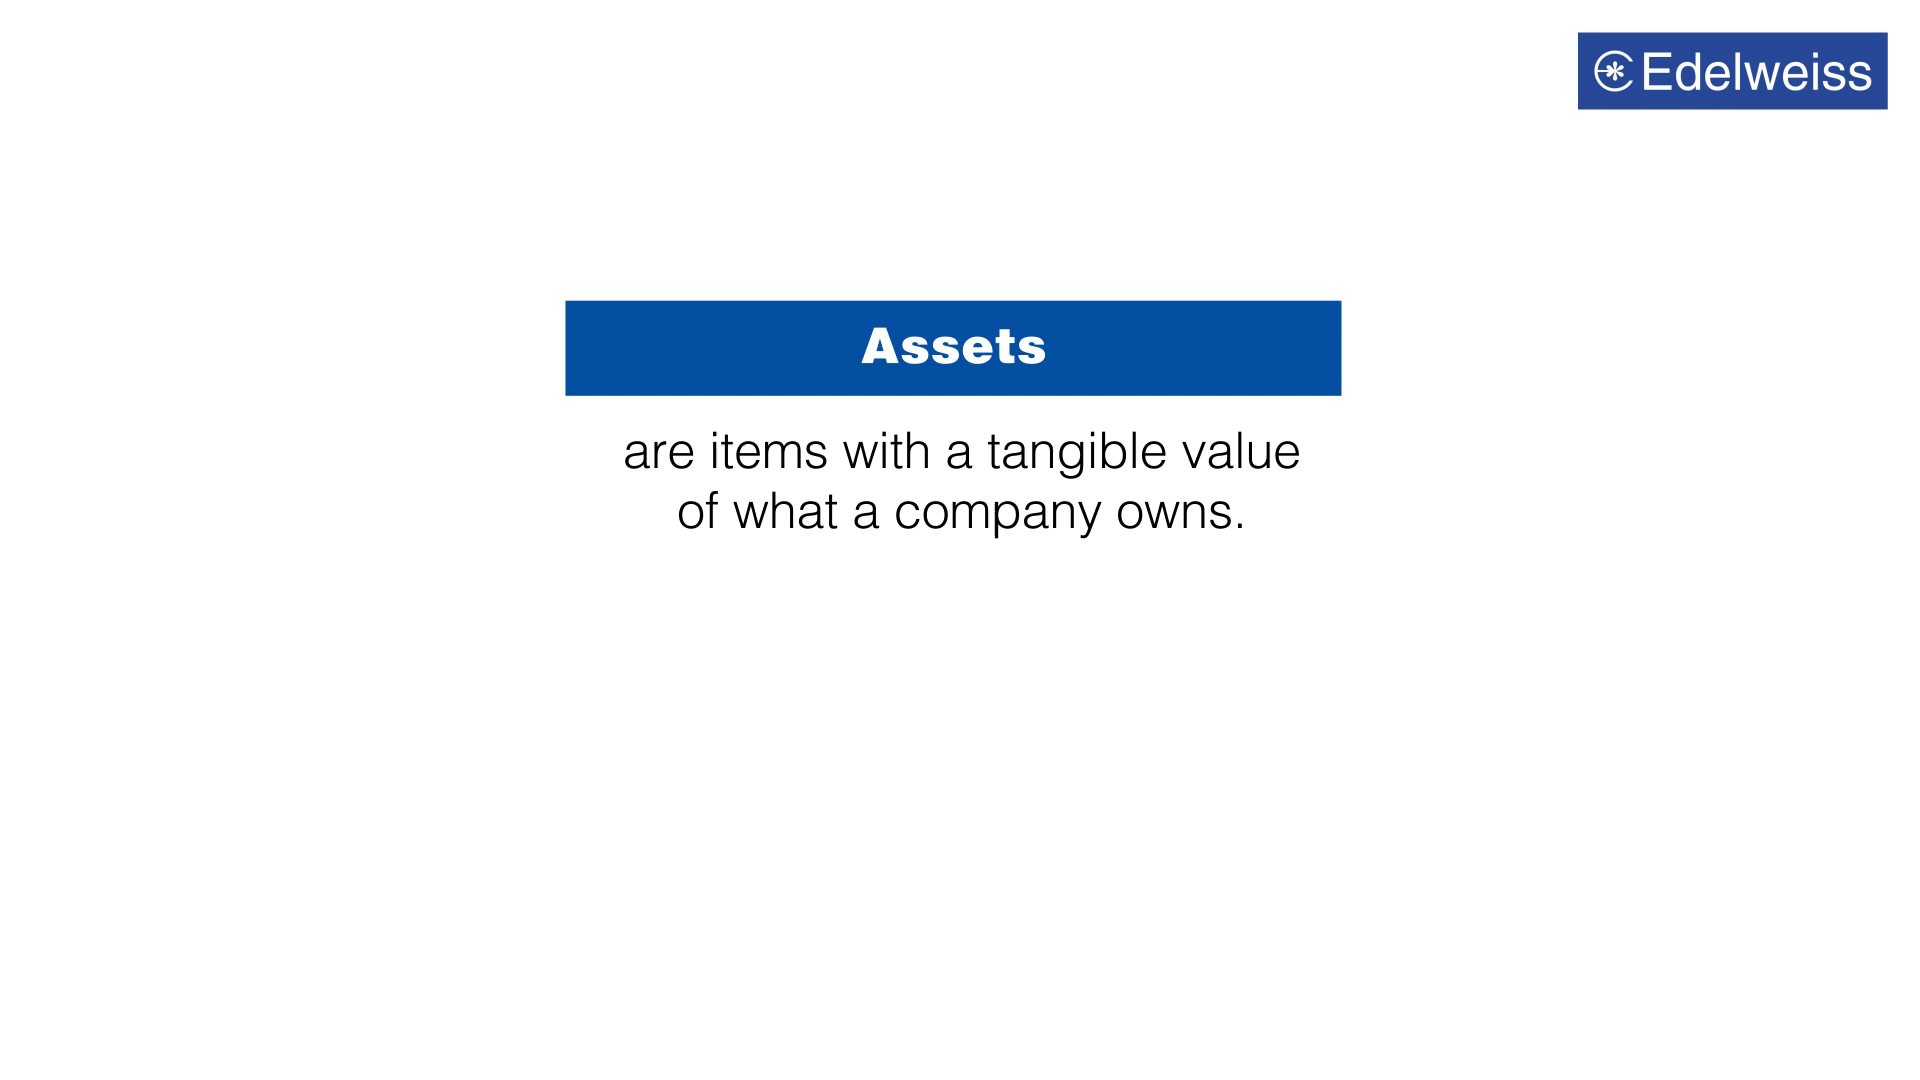 Edelweiss
Assets
are items with a tangible value
of what a company owns.